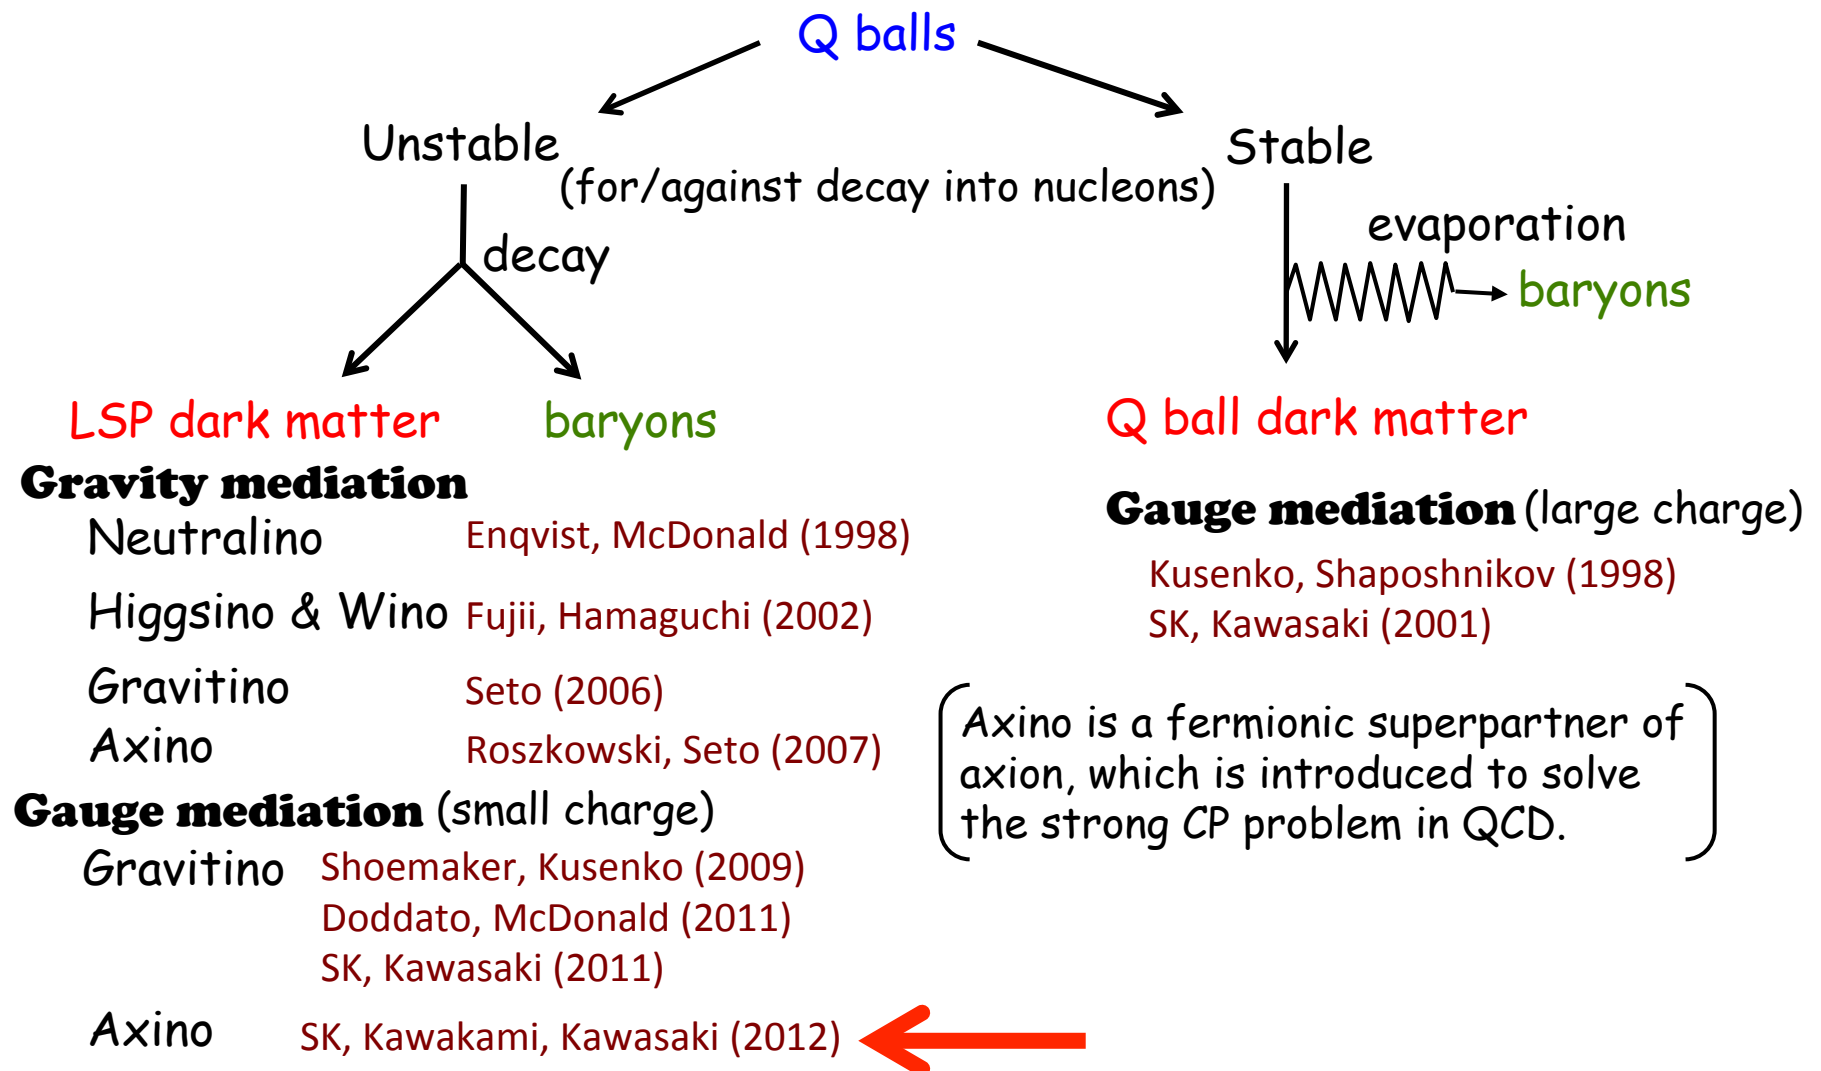 Q balls
Unstable
Stable
(for/against decay into nucleons)
decay
evaporation
baryons
LSP dark matter
baryons
Q ball dark matter
Gravity mediation
Neutralino Enqvist, McDonald (1998)
Higgsino & Wino Fujii, Hamaguchi (2002)
Gravitino Seto (2006)
Axino Roszkowski, Seto (2007)
Gauge mediation (small charge)
Gravitino Shoemaker, Kusenko (2009)
Doddato, McDonald (2011)
SK, Kawasaki (2011)
Axino SK, Kawakami, Kawasaki (2012)
Gauge mediation (large charge)
Kusenko, Shaposhnikov (1998)
SK, Kawasaki (2001)
Axino is a fermionic superpartner of
axion, which is introduced to solve
the strong CP problem in QCD.